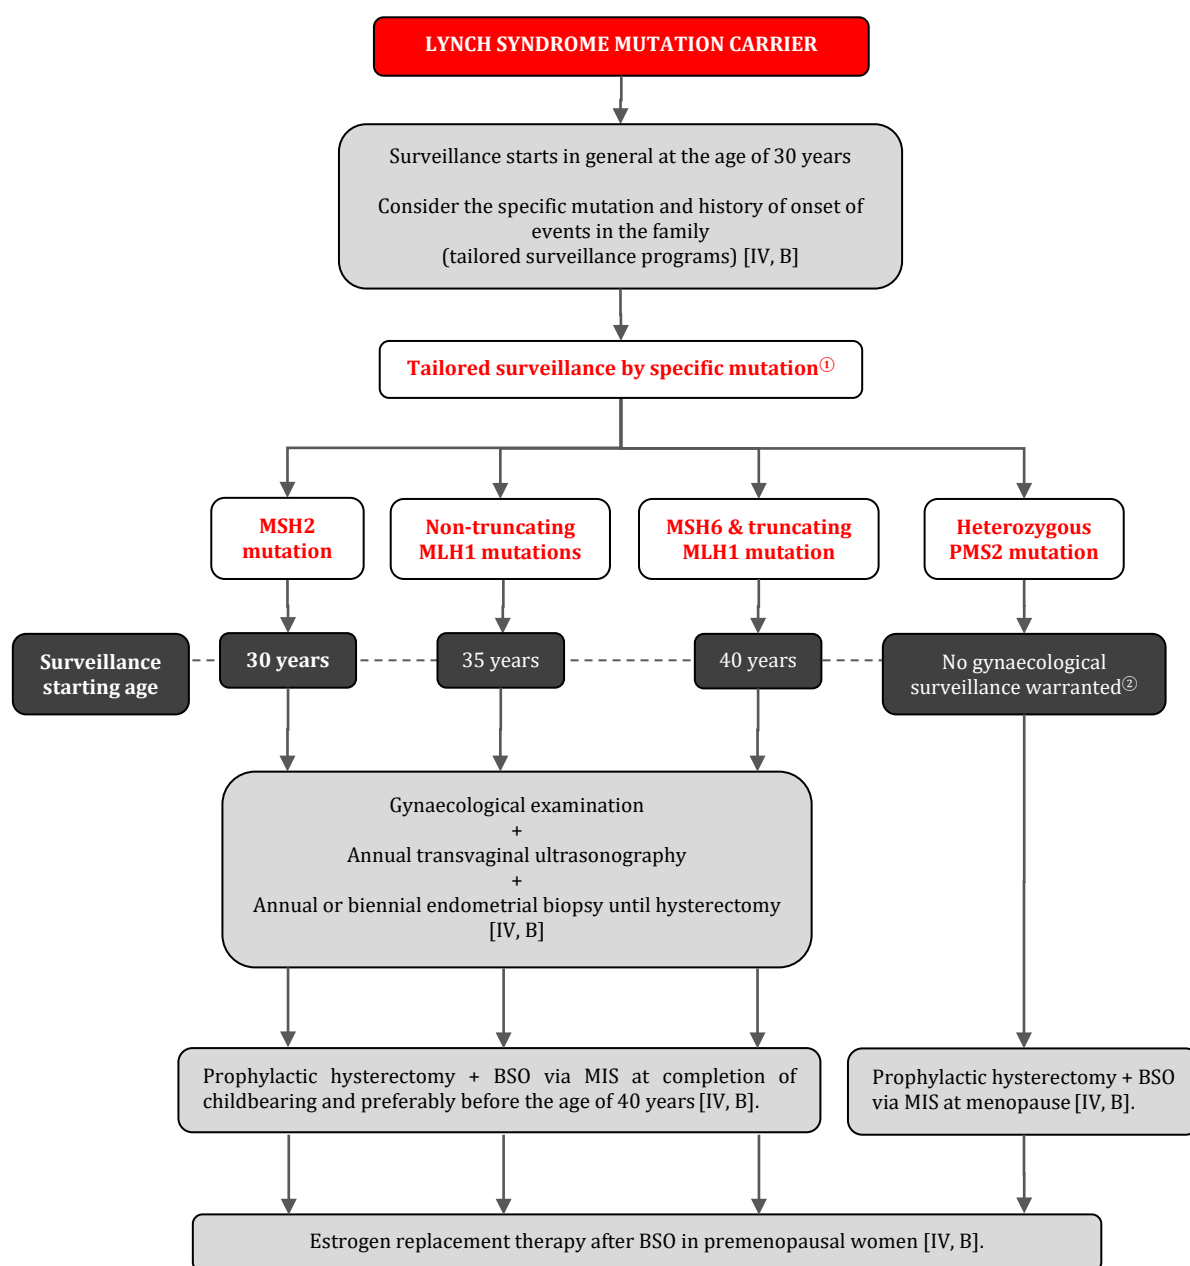 LYNCH SYNDROME MUTATION CARRIER
Surveillance starts in general at the age of 30 years
Consider the specific mutation and history of onset of
events in the family
(tailored surveillance programs) [IV, B]
Tailored surveillance by specific mutation①
MSH2
mutation
Non-truncating
MLH1 mutations
MSH6 & truncating
MLH1 mutation
Heterozygous
PMS2 mutation
Surveillance
starting age
30 years
35 years
40 years
No gynaecological
surveillance warranted②
Gynaecological examination
+
Annual transvaginal ultrasonography
+
Annual or biennial endometrial biopsy until hysterectomy
[IV, B]
Prophylactic hysterectomy + BSO via MIS at completion of
childbearing and preferably before the age of 40 years [IV, B].
Prophylactic hysterectomy + BSO
via MIS at menopause [IV, B].
Estrogen replacement therapy after BSO in premenopausal women [IV, B].